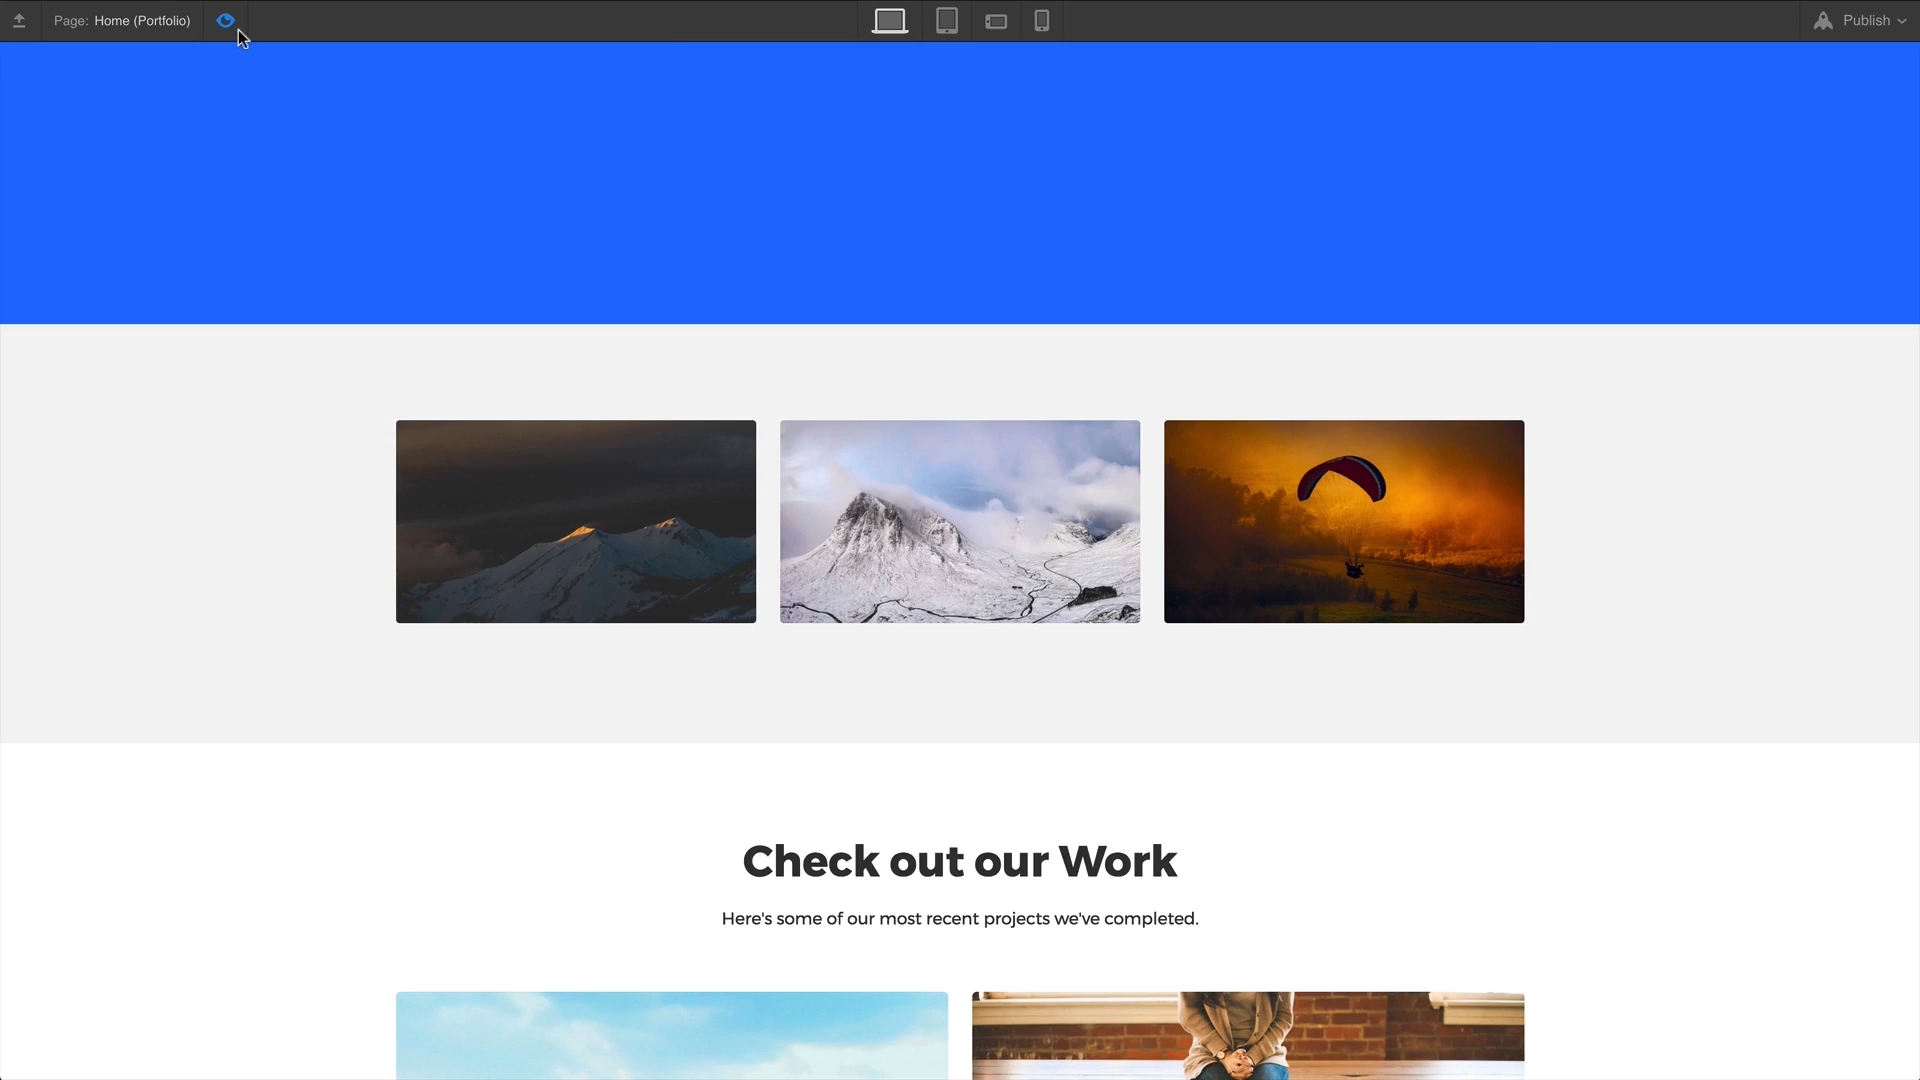 Page: Home (Portfolio)
Publish
Check out our Work
Here's some of our most recent projects we've completed.